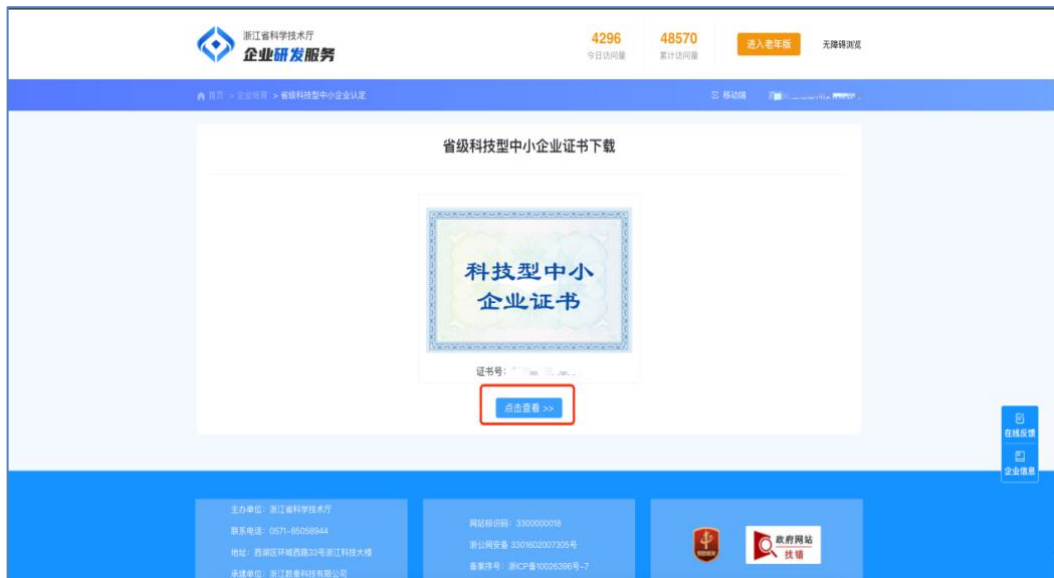 浙江省科学技术厅
企业研发服务
4296
今日访问量
48570
累计访问量
进入老年版
无障碍浏览
首页 > 企业培育 > 省级科技型中小企业认定
移动端
省级科技型中小企业证书下载
科技型中小
企业证书
证书号:
点击查看 >>
在线反馈
企业信息
主办单位: 浙江省科学技术厅
联系电话: 0571-85058944
地址: 西湖区环城西路33号浙江科技大楼
承建单位: 浙江数秦科技有限公司
网站标识码: 3300000018
浙公网安备 3301602007305号
备案序号: 浙ICP备10026396号-7
政府网站
找错